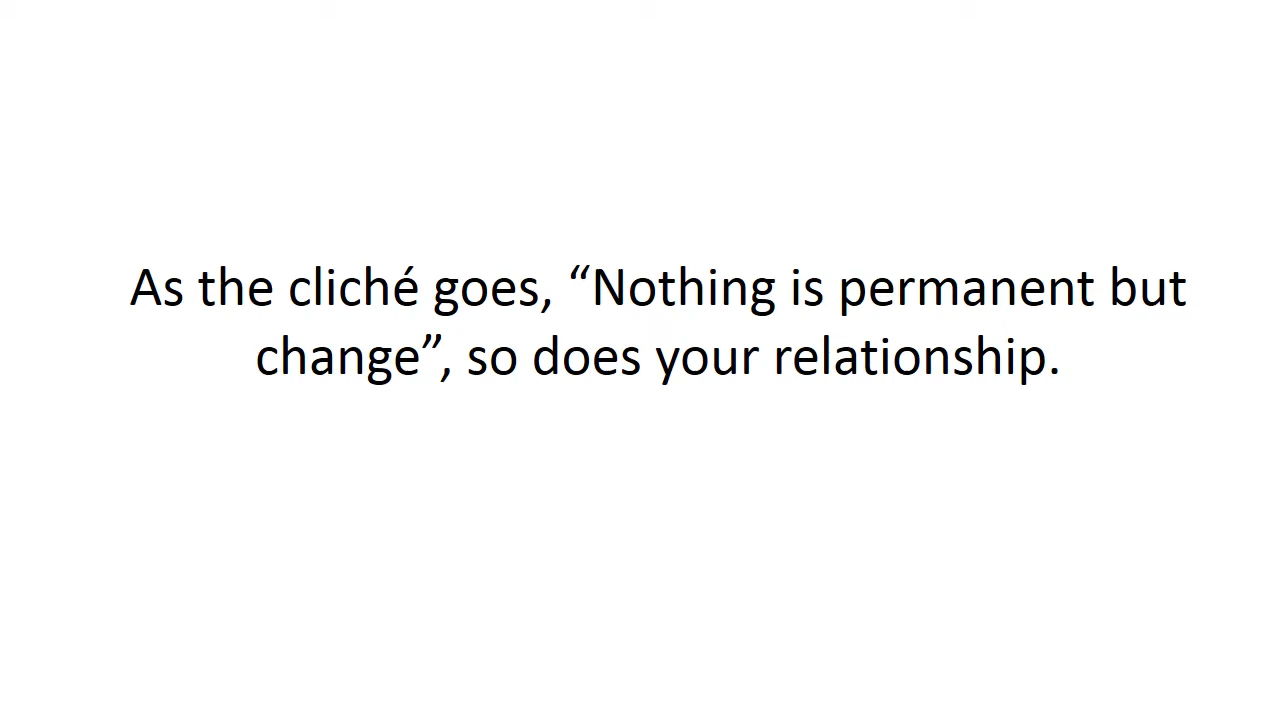 As the cliché goes, “Nothing is permanent but
change”, so does your relationship.